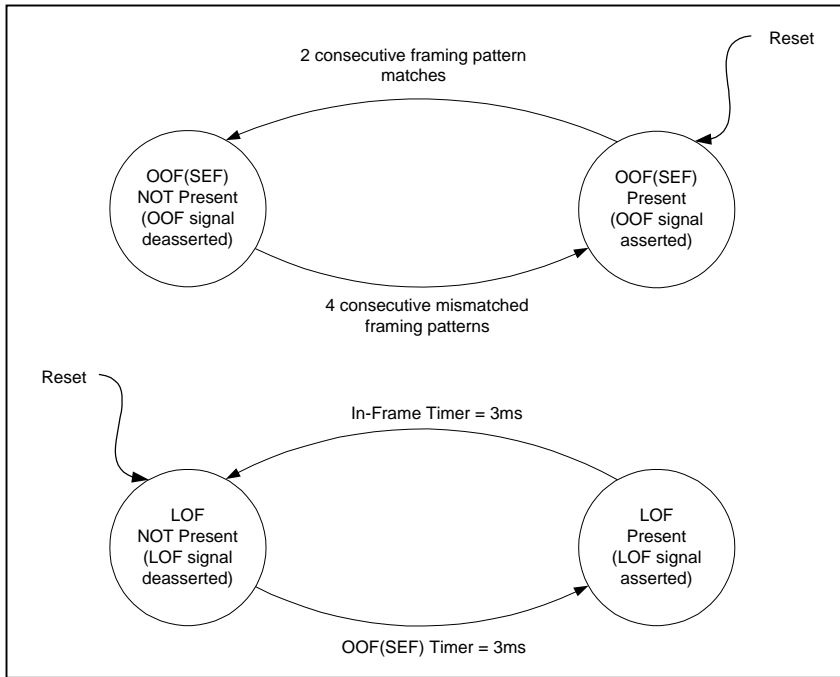 Reset
2 consecutive framing pattern
matches
OOF(SEF)
NOT Present
(OOF signal
deasserted)
OOF(SEF)
Present
(OOF signal
asserted)
4 consecutive mismatched
framing patterns
Reset
In-Frame Timer = 3ms
LOF
NOT Present
(LOF signal
deasserted)
LOF
Present
(LOF signal
asserted)
OOF(SEF) Timer = 3ms